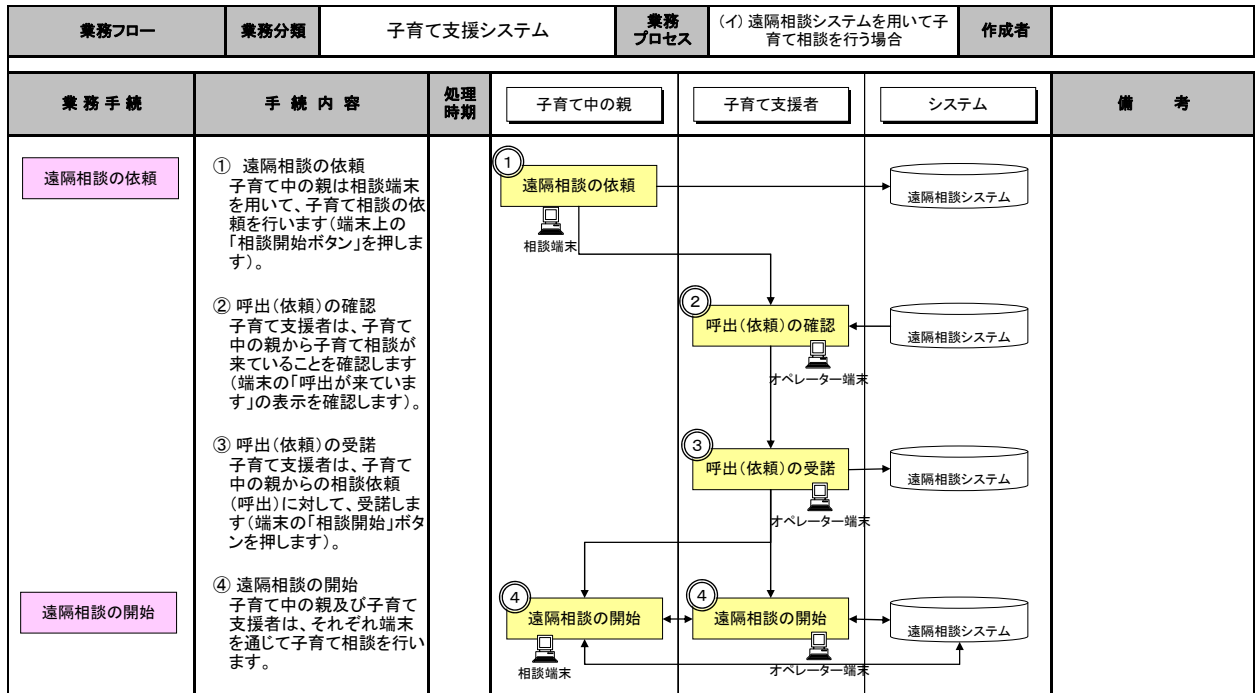 業務フロー
業務分類
子育て支援システム
業務
プロセス
(イ) 遠隔相談システムを用いて子
育て相談を行う場合
作成者
業 務 手 続
手 続 内 容
処理
時期
子育て中の親
子育て支援者
システム
備 考
遠隔相談の依頼
① 遠隔相談の依頼
子育て中の親は相談端末
を用いて、子育て相談の依
頼を行います(端末上の
「相談開始ボタン」を押しま
す)。
② 呼出(依頼)の確認
子育て支援者は、子育て
中の親から子育て相談が
来ていることを確認します
(端末の「呼出が来ていま
す」の表示を確認します)。
③ 呼出(依頼)の受諾
子育て支援者は、子育て
中の親からの相談依頼
(呼出)に対して、受諾しま
す(端末の「相談開始」ボタ
ンを押します)。
遠隔相談の開始
④ 遠隔相談の開始
子育て中の親及び子育て
支援者は、それぞれ端末
を通じて子育て相談を行い
ます。
1
遠隔相談の依頼
相談端末
遠隔相談システム
2
呼出(依頼)の確認
オペレーター端末
遠隔相談システム
3
呼出(依頼)の受諾
オペレーター端末
遠隔相談システム
4
遠隔相談の開始
相談端末
4
遠隔相談の開始
オペレーター端末
遠隔相談システム